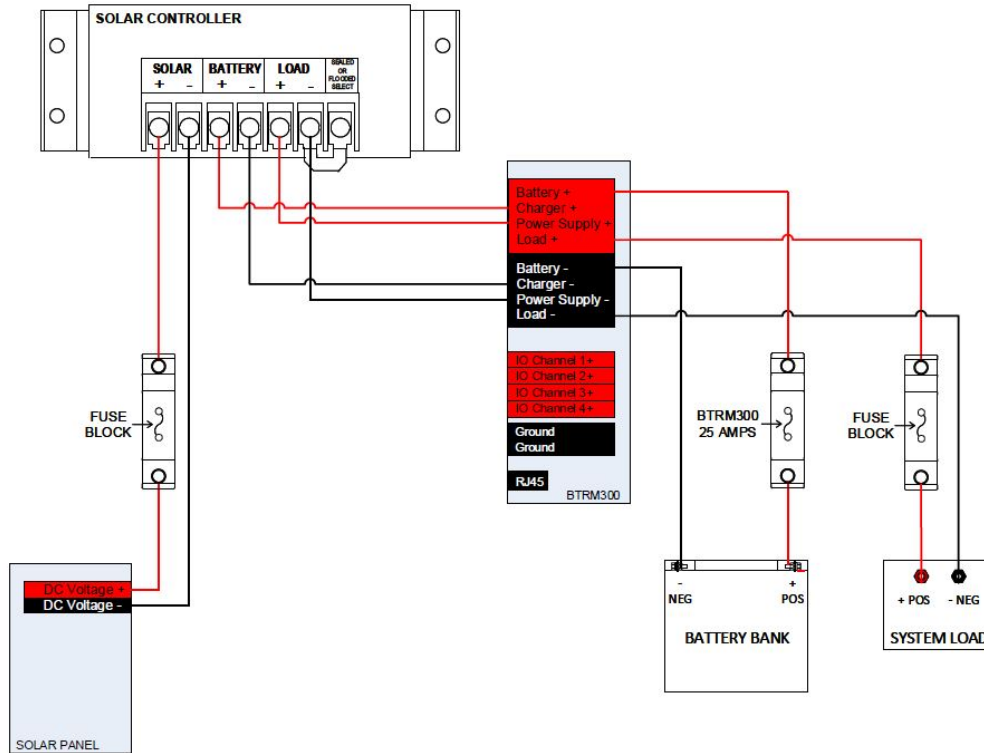 SOLAR CONTROLLER
SOLAR BATTERY LOAD
SEALED
OR
FLOODED
SELECT
+ - + - + -
Battery +
Charger +
Power Supply +
Load +
Battery -
Charger -
Power Supply -
Load -
IO Channel 1+
IO Channel 2+
IO Channel 3+
IO Channel 4+
Ground
Ground
RJ45
BTRM300
FUSE
BLOCK
BTRM300
25 AMPS
FUSE
BLOCK
DC Voltage +
DC Voltage -
SOLAR PANEL
- +
NEG POS
BATTERY BANK
+ POS - NEG
SYSTEM LOAD